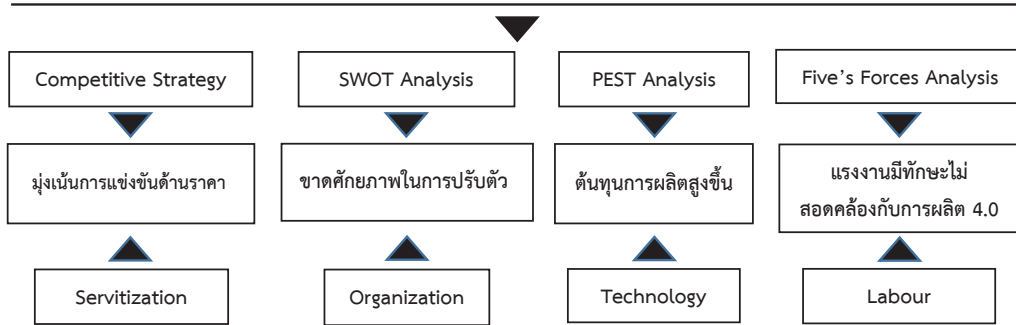 Competitive Strategy
SWOT Analysis
PEST Analysis
Five's Forces Analysis
มุ่งเน้นการแข่งขันด้านราคา
ขาดศักยภาพในการปรับตัว
ต้นทุนการผลิตสูงขึ้น
แรงงานมีทักษะไม่
สอดคล้องกับการผลิต 4.0
Servitization
Organization
Technology
Labour